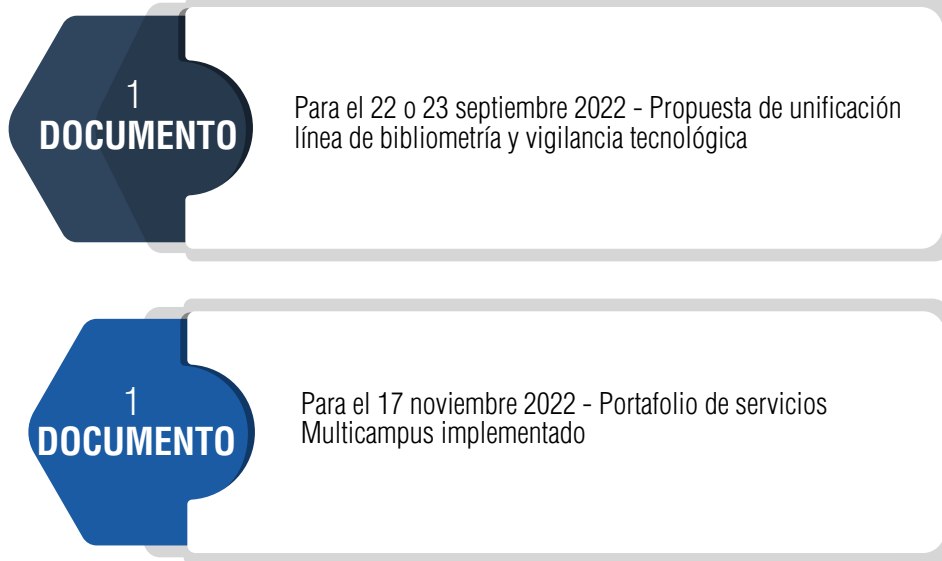 1
DOCUMENTO
Para el 22 o 23 septiembre 2022 - Propuesta de unificación
línea de bibliometría y vigilancia tecnológica
1
DOCUMENTO
Para el 17 noviembre 2022 - Portafolio de servicios
Multicampus implementado